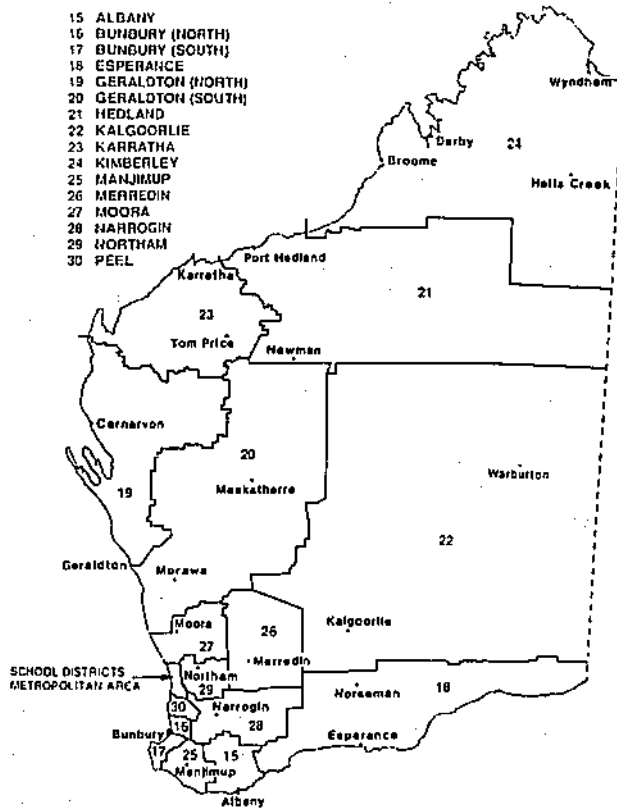 15 ALBANY
16 BUNBURY (NORTH)
17 BUNBURY (SOUTH)
18 ESPERANCE
19 GERALDTON (NORTH)
20 GERALDTON (SOUTH)
21 HEDLAND
22 KALGOORLIE
23 KARRATHA
24 KIMBERLEY
25 MANJIMUP
26 MERREDIN
27 MOORA
28 NARROGIN
29 NORTHAM
30 PEEL
Wyndham
Derby
24
Broome
Halls Creek
Port Hedland
Karratha
21
23
Tom Price
Newman
Carnarvon
20
Warburton
Meekatharra
19
22
Geraldton
Morawa
Moora
26
Kalgoorlie
27
SCHOOL DISTRICTS
METROPOLITAN AREA
Northam
Merredin
29
Norseman
18
30
Narrogin
28
16
Bunbury
Esperance
17
25
15
Manjimup
Albany